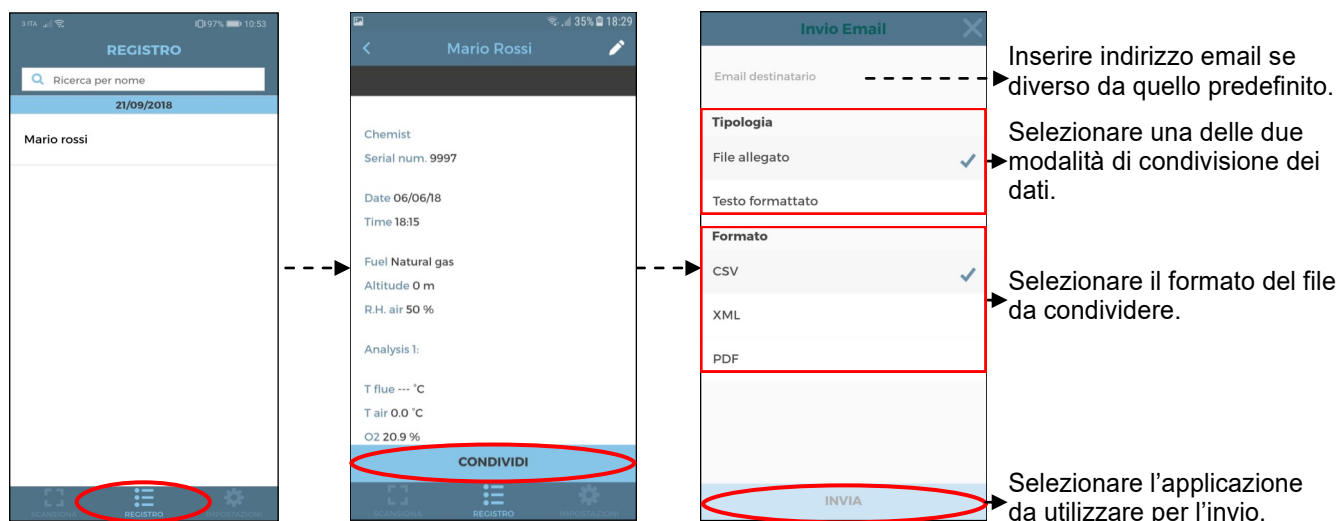 3 ITA 97% 10:53
REGISTRO
Ricerca per nome
21/09/2018
Mario rossi
SCANSIONA REGISTRO IMPOSTAZIONI
35% 18:29
Mario Rossi
Chemist
Serial num. 9997
Date 06/06/18
Time 18:15
Fuel Natural gas
Altitude 0 m
R.H. air 50 %
Analysis 1:
T flue --- °C
T air 0.0 °C
O2 20.9 %
CONDIVIDI
SCANSIONA REGISTRO IMPOSTAZIONI
Invio Email
Email destinatario
Tipologia
File allegato
Testo formattato
Formato
CSV
XML
PDF
INVIA
Inserire indirizzo email se
diverso da quello predefinito.
Selezionare una delle due
modalità di condivisione dei
dati.
Selezionare il formato del file
da condividere.
Selezionare l'applicazione
da utilizzare per l'invio.